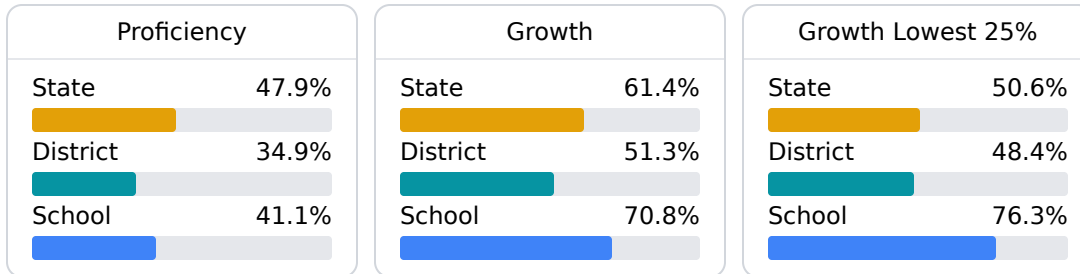 Proficiency
State 47.9%
District 34.9%
School 41.1%
Growth
State 61.4%
District 51.3%
School 70.8%
Growth Lowest 25%
State 50.6%
District 48.4%
School 76.3%